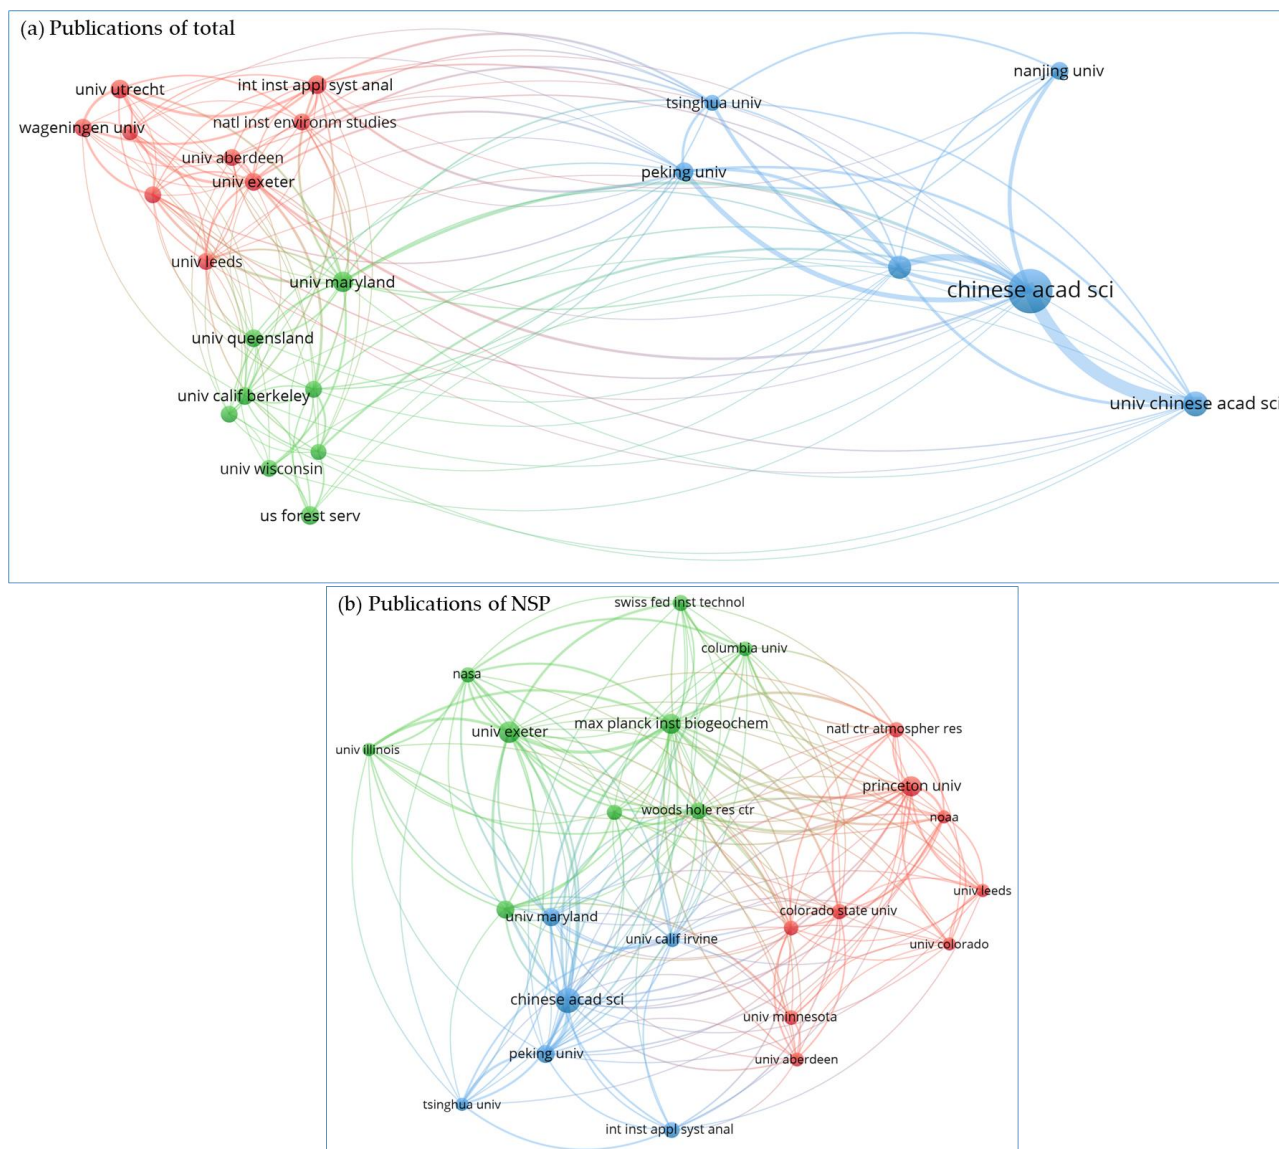 (a) Publications of total
univ utrecht
int inst appl syst anal
wageningen univ
natl inst environm studies
univ aberdeen
univ exeter
univ leeds
univ maryland
univ queensland
univ calif berkeley
univ wisconsin
us forest serv
tsinghua univ
nanjing univ
peking univ
chinese acad sci
univ chinese acad sci
(b) Publications of NSP
swiss fed inst technol
columbia univ
nasa
univ exeter
max planck inst biogeochem
natl ctr atmospher res
univ illinois
princeton univ
woods hole res ctr
noaa
univ leeds
colorado state univ
univ maryland
univ calif irvine
univ colorado
chinese acad sci
univ minnesota
peking univ
univ aberdeen
tsinghua univ
int inst appl syst anal